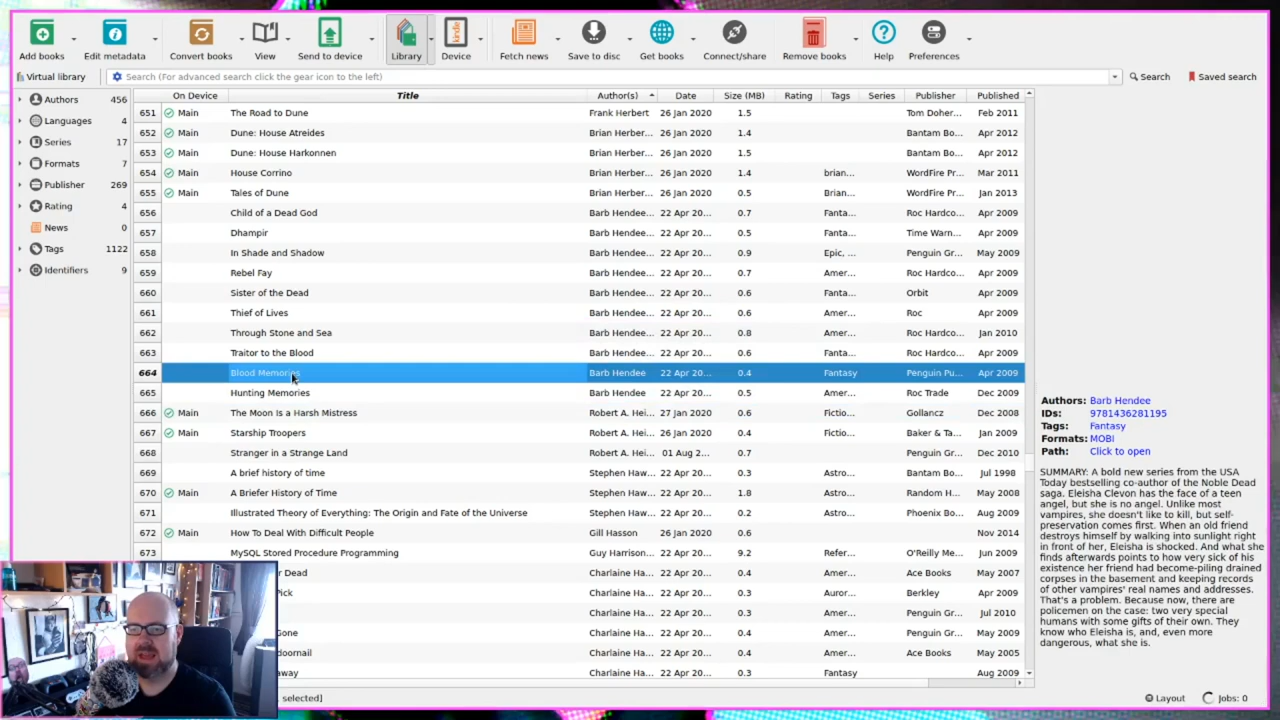 Add books Edit metadata Convert books View Send to device Library Device Fetch news Save to disc Get books Connect/share Remove books Help Preferences
kindle
Virtual library Search (For advanced search click the gear icon to the left) Search Saved search
Authors 456
Languages 4
Series 17
Formats 7
Publisher 269
Rating 4
News 0
Tags 1122
Identifiers 9
On Device Title Author(s) Date Size (MB) Rating Tags Series Publisher Published
651 Main The Road to Dune Frank Herbert 26 Jan 2020 1.5 Tom Doher... Feb 2011
652 Main Dune: House Atreides Brian Herber... 26 Jan 2020 1.4 Bantam Bo... Apr 2012
653 Main Dune: House Harkonnen Brian Herber... 26 Jan 2020 1.5 Bantam Bo... Apr 2012
654 Main House Corrino Brian Herber... 26 Jan 2020 1.4 brian... WordFire Pr... Mar 2011
655 Main Tales of Dune Brian Herber... 26 Jan 2020 0.5 Brian... WordFire Pr... Jan 2013
656 Child of a Dead God Barb Hendee... 22 Apr 20... 0.7 Fanta... Roc Hardco... Apr 2009
657 Dhampir Barb Hendee... 22 Apr 20... 0.5 Fanta... Time Warn... Apr 2009
658 In Shade and Shadow Barb Hendee... 22 Apr 20... 0.9 Epic, ... Penguin Gr... May 2009
659 Rebel Fay Barb Hendee... 22 Apr 20... 0.7 Amer... Roc Hardco... Apr 2009
660 Sister of the Dead Barb Hendee... 22 Apr 20... 0.6 Fanta... Orbit Apr 2009
661 Thief of Lives Barb Hendee... 22 Apr 20... 0.6 Amer... Roc Apr 2009
662 Through Stone and Sea Barb Hendee... 22 Apr 20... 0.8 Amer... Roc Hardco... Jan 2010
663 Traitor to the Blood Barb Hendee... 22 Apr 20... 0.6 Fanta... Roc Hardco... Apr 2009
664 Blood Memories Barb Hendee 22 Apr 20... 0.4 Fantasy Penguin Pu... Apr 2009
665 Hunting Memories Barb Hendee 22 Apr 20... 0.5 Amer... Roc Trade Dec 2009
666 Main The Moon Is a Harsh Mistress Robert A. Hei... 27 Jan 2020 0.6 Fictio... Gollancz Dec 2008
667 Main Starship Troopers Robert A. Hei... 26 Jan 2020 0.4 Fictio... Baker & Ta... Jan 2009
668 Stranger in a Strange Land Robert A. Hei... 01 Aug 2... 0.7 Penguin Gr... Dec 2010
669 A brief history of time Stephen Haw... 22 Apr 20... 0.3 Astro... Bantam Bo... Jul 1998
670 Main A Briefer History of Time Stephen Haw... 22 Apr 20... 1.8 Astro... Random H... May 2008
671 Illustrated Theory of Everything: The Origin and Fate of the Universe Stephen Haw... 22 Apr 20... 0.2 Astro... Phoenix Bo... Aug 2009
672 Main How To Deal With Difficult People Gill Hasson 26 Jan 2020 0.6 Nov 2014
673 MySQL Stored Procedure Programming Guy Harrison... 22 Apr 20... 9.2 Refer... O'Reilly Me... Jun 2009
r Dead Charlaine Ha... 22 Apr 20... 0.4 Amer... Ace Books May 2007
Pick Charlaine Ha... 22 Apr 20... 0.3 Auror... Berkley Apr 2009
Charlaine Ha... 22 Apr 20... 0.3 Amer... Penguin Gr... Jul 2010
Gone Charlaine Ha... 22 Apr 20... 0.4 Amer... Penguin Gr... May 2009
doornail Charlaine Ha... 22 Apr 20... 0.4 Amer... Ace Books May 2005
away Charlaine Ha... 22 Apr 20... 0.3 Fantasy Aug 2009
Authors: Barb Hendee
IDs: 9781436281195
Tags: Fantasy
Formats: MOBI
Path: Click to open
SUMMARY: A bold new series from the USA
Today bestselling co-author of the Noble Dead
saga. Eleisha Clevon has the face of a teen
angel, but she is no angel. Unlike most
vampires, she doesn't like to kill, but self-
preservation comes first. When an old friend
destroys himself by walking into sunlight right
in front of her, Eleisha is shocked. And what she
finds afterwards points to how very sick of his
existence her friend had become-piling drained
corpses in the basement and keeping records
of other vampires' real names and addresses.
That's a problem. Because now, there are
policemen on the case: two very special
humans with some gifts of their own. They
know who Eleisha is, and, even more
dangerous, what she is.
selected] Layout Jobs: 0